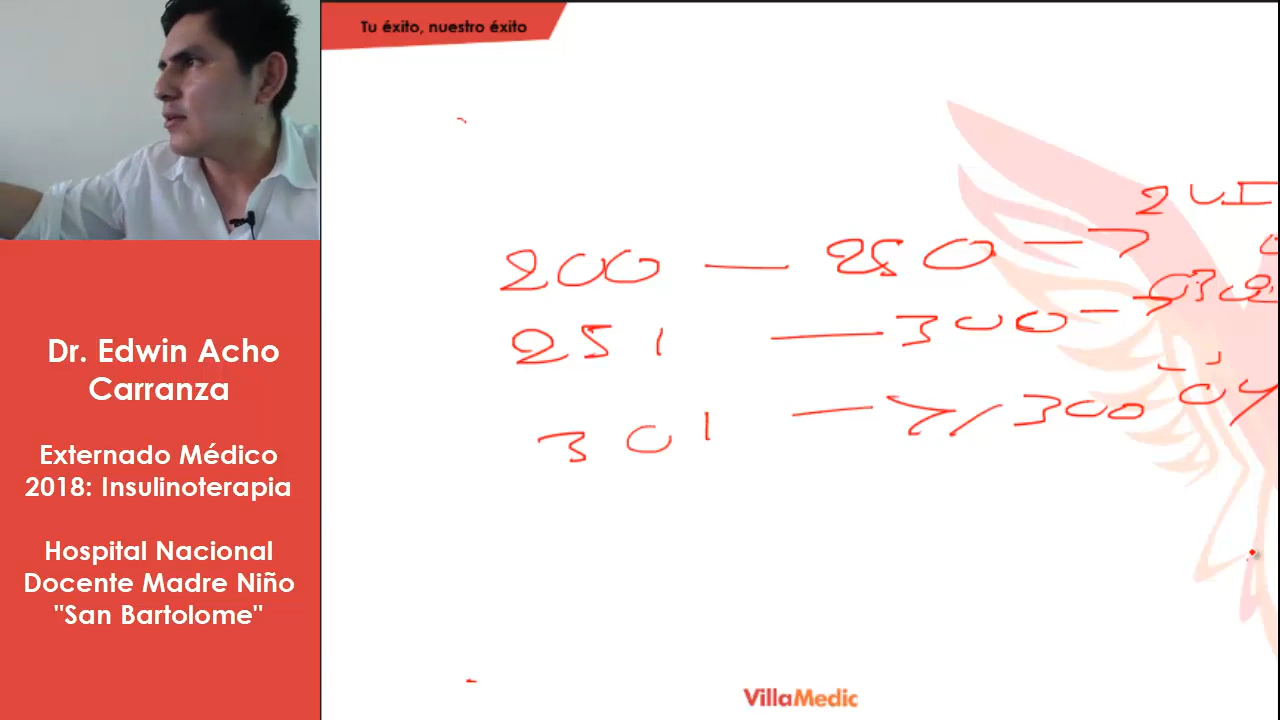 Tu éxito, nuestro éxito
2 UI
200 — 250 →
251 — 300 →
301 — >/300
Dr. Edwin Acho
Carranza
Externado Médico
2018: Insulinoterapia
Hospital Nacional
Docente Madre Niño
"San Bartolome"
VillaMedic